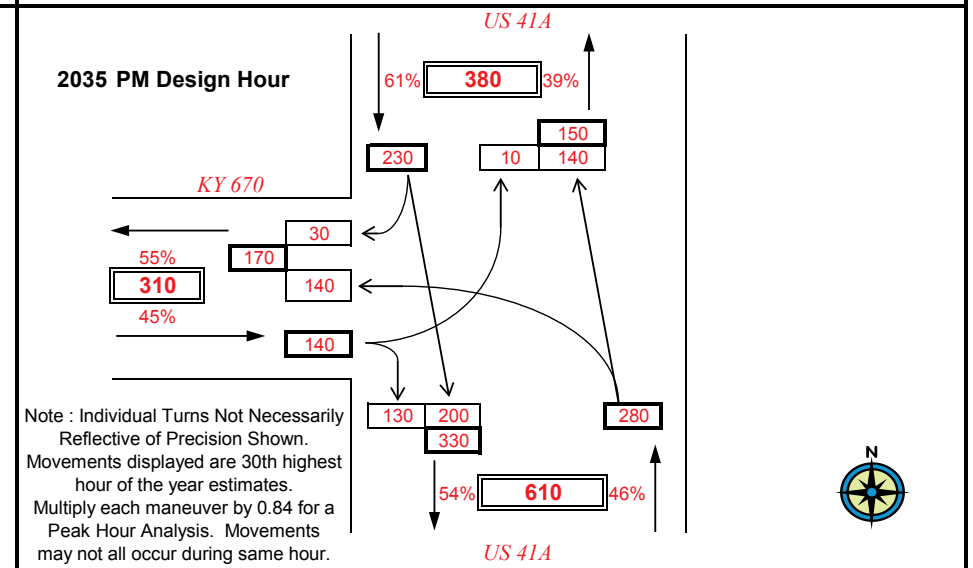 US 41A
2035 PM Design Hour
61% 380 39%
150
230 10 140
KY 670
30
55% 170
310 140
45%
140
130 200 280
330
Note : Individual Turns Not Necessarily
Reflective of Precision Shown.
Movements displayed are 30th highest
hour of the year estimates.
Multiply each maneuver by 0.84 for a
Peak Hour Analysis. Movements
may not all occur during same hour.
54% 610 46%
US 41A
N